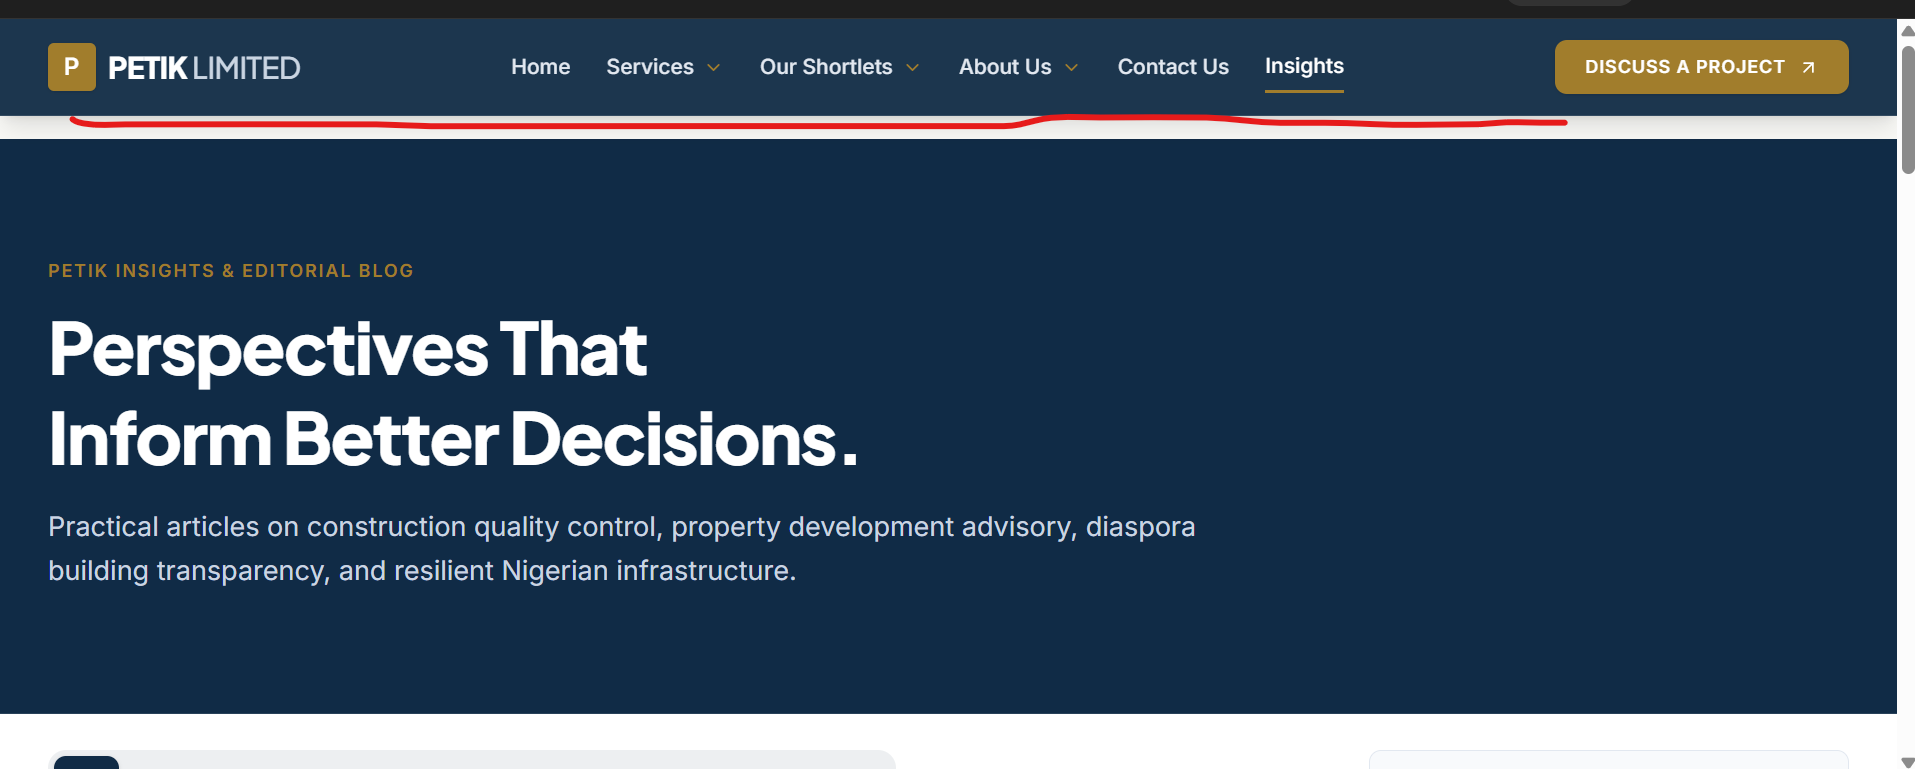 P PETIK LIMITED
Home Services Our Shortlets About Us Contact Us Insights
DISCUSS A PROJECT
PETIK INSIGHTS & EDITORIAL BLOG
Perspectives That
Inform Better Decisions.
Practical articles on construction quality control, property development advisory, diaspora
building transparency, and resilient Nigerian infrastructure.